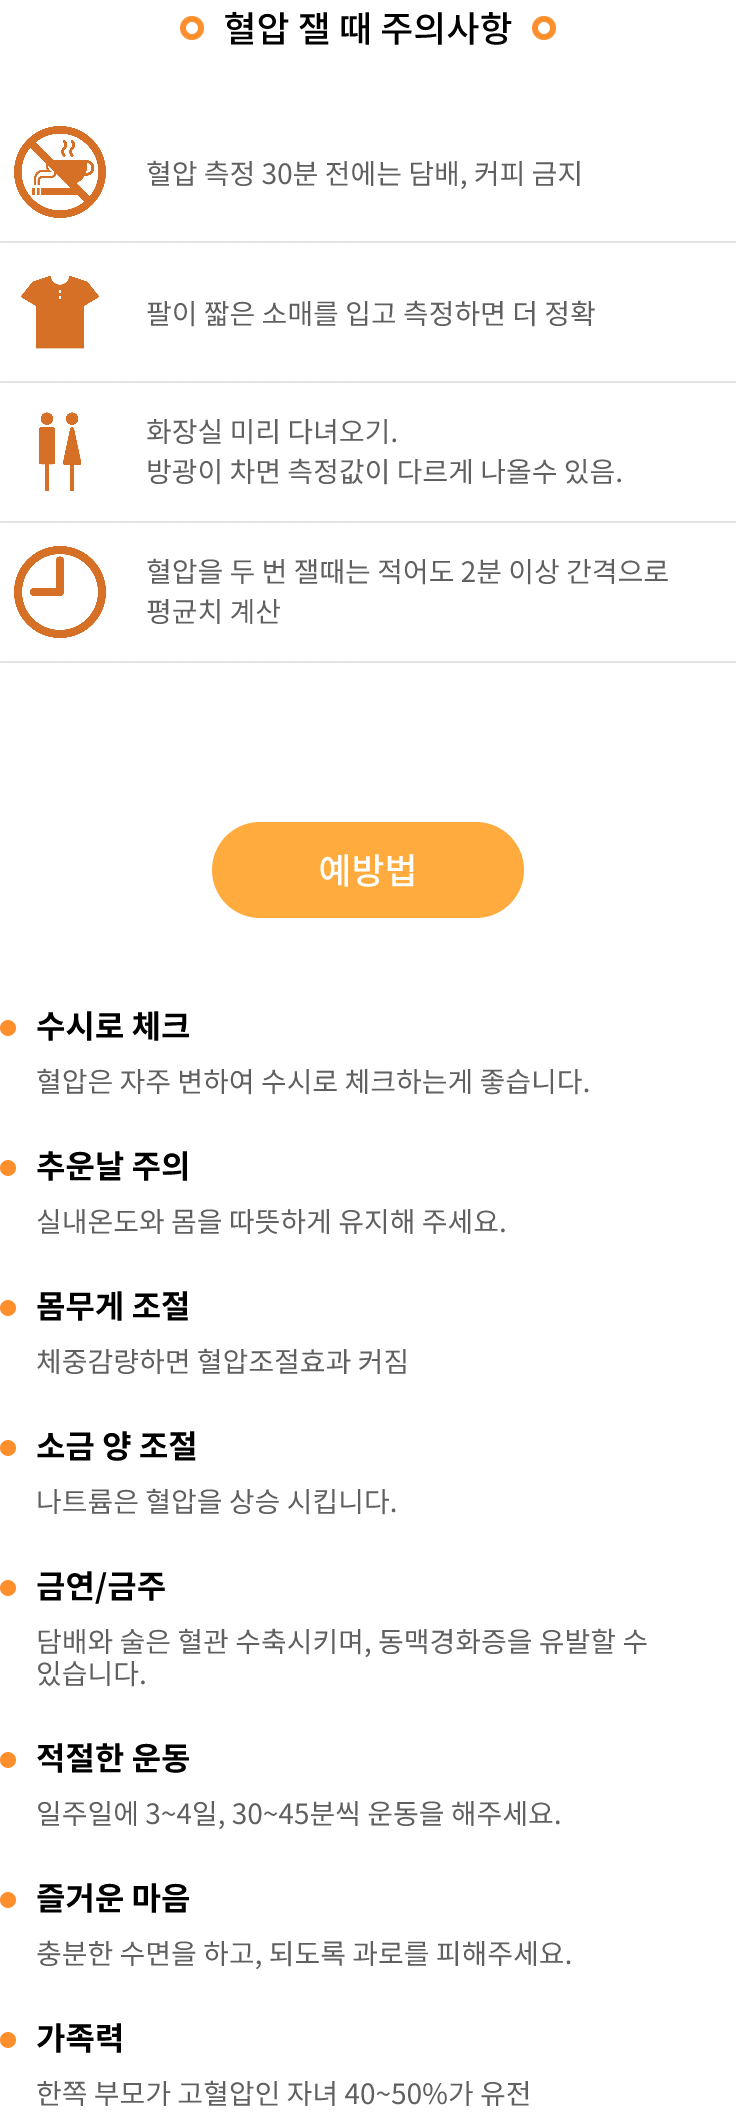 혈압 잴 때 주의사항
혈압 측정 30분 전에는 담배, 커피 금지
팔이 짧은 소매를 입고 측정하면 더 정확
화장실 미리 다녀오기.
방광이 차면 측정값이 다르게 나올수 있음.
혈압을 두 번 잴때는 적어도 2분 이상 간격으로
평균치 계산
예방법
수시로 체크
혈압은 자주 변하여 수시로 체크하는게 좋습니다.
추운날 주의
실내온도와 몸을 따뜻하게 유지해 주세요.
몸무게 조절
체중감량하면 혈압조절효과 커짐
소금 양 조절
나트륨은 혈압을 상승 시킵니다.
금연/금주
담배와 술은 혈관 수축시키며, 동맥경화증을 유발할 수
있습니다.
적절한 운동
일주일에 3~4일, 30~45분씩 운동을 해주세요.
즐거운 마음
충분한 수면을 하고, 되도록 과로를 피해주세요.
가족력
한쪽 부모가 고혈압인 자녀 40~50%가 유전